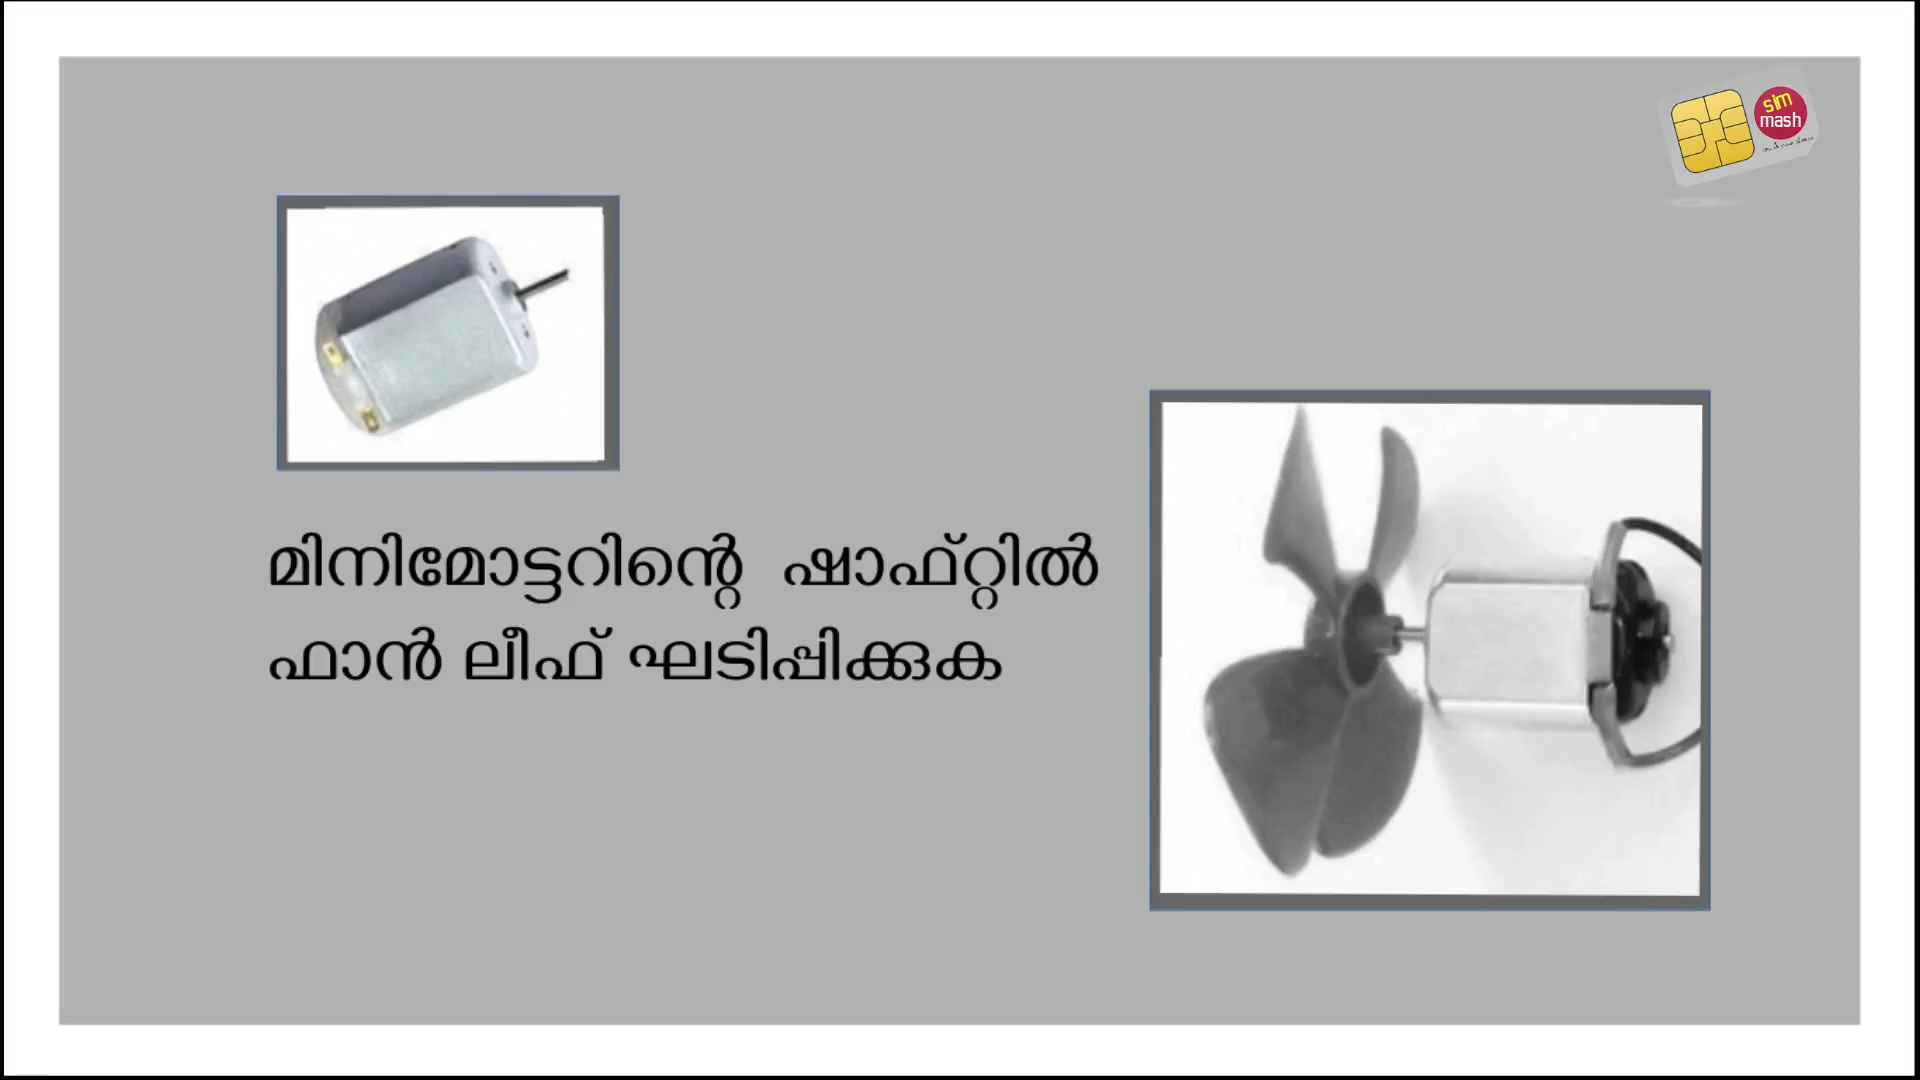 sim
mash
മിനിമോട്ടറിന്റെ ഷാഫ്റ്റിൽ
ഫാൻ ലീഫ് ഘടിപ്പിക്കുക